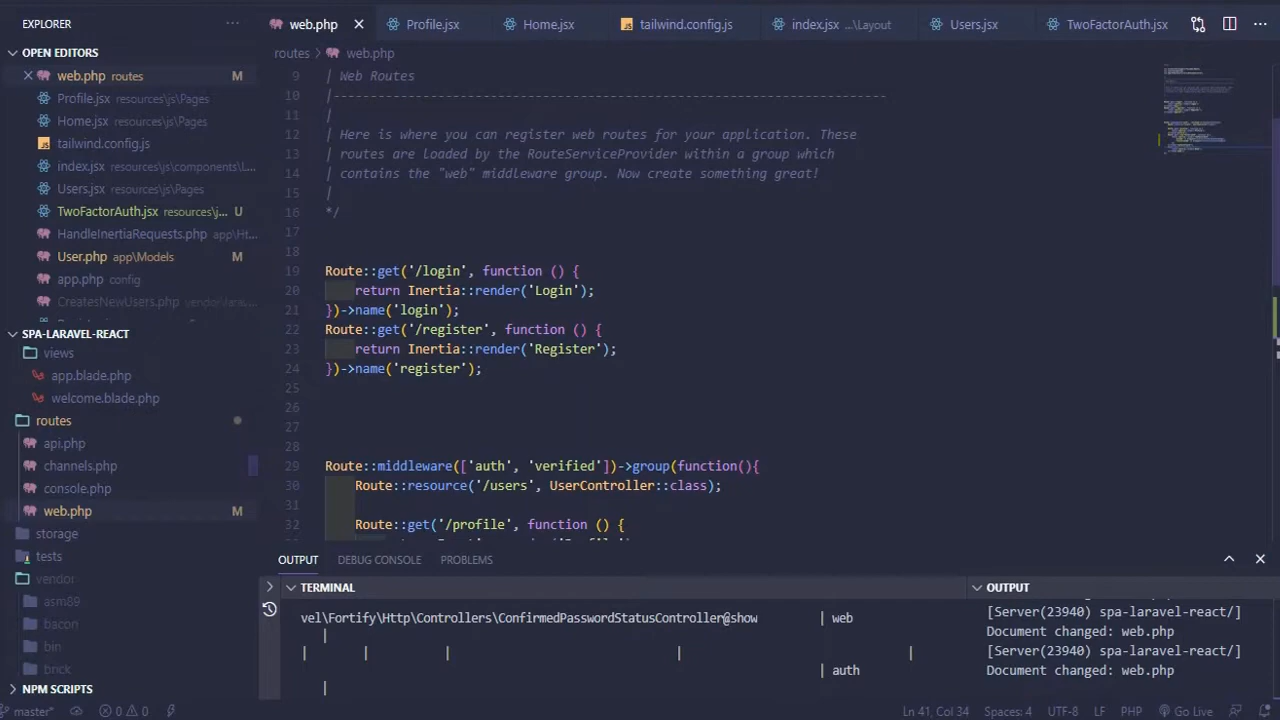 EXPLORER
web.php
Profile.jsx
Home.jsx
tailwind.config.js
index.jsx ...\Layout
Users.jsx
TwoFactorAuth.jsx
OPEN EDITORS
web.php routes M
Profile.jsx resources\js\Pages
Home.jsx resources\js\Pages
tailwind.config.js
index.jsx resources\js\components\l...
Users.jsx resources\js\Pages
TwoFactorAuth.jsx resources\j... U
HandleInertiaRequests.php app\Ht...
User.php app\Models M
app.php config
CreatesNewUsers.php vendor\lara...
SPA-LARAVEL-REACT
views
app.blade.php
welcome.blade.php
routes
api.php
channels.php
console.php
web.php M
storage
tests
vendor
asm89
bacon
bin
brick
NPM SCRIPTS
routes > web.php
9 | Web Routes
10 |--------------------------------------------------------------------------
11 |
12 | Here is where you can register web routes for your application. These
13 | routes are loaded by the RouteServiceProvider within a group which
14 | contains the "web" middleware group. Now create something great!
15 |
16 */
17
18
19 Route::get('/login', function () {
20 return Inertia::render('Login');
21 })->name('login');
22 Route::get('/register', function () {
23 return Inertia::render('Register');
24 })->name('register');
25
26
27
28
29 Route::middleware(['auth', 'verified'])->group(function(){
30 Route::resource('/users', UserController::class);
31
32 Route::get('/profile', function () {
OUTPUT DEBUG CONSOLE PROBLEMS
TERMINAL
vel\Fortify\Http\Controllers\ConfirmedPasswordStatusController@show | web
|
| | | | |
| auth
|
OUTPUT
[Server(23940) spa-laravel-react/]
Document changed: web.php
[Server(23940) spa-laravel-react/]
Document changed: web.php
master* 0 0 Ln 41, Col 34 Spaces: 4 UTF-8 LF PHP Go Live